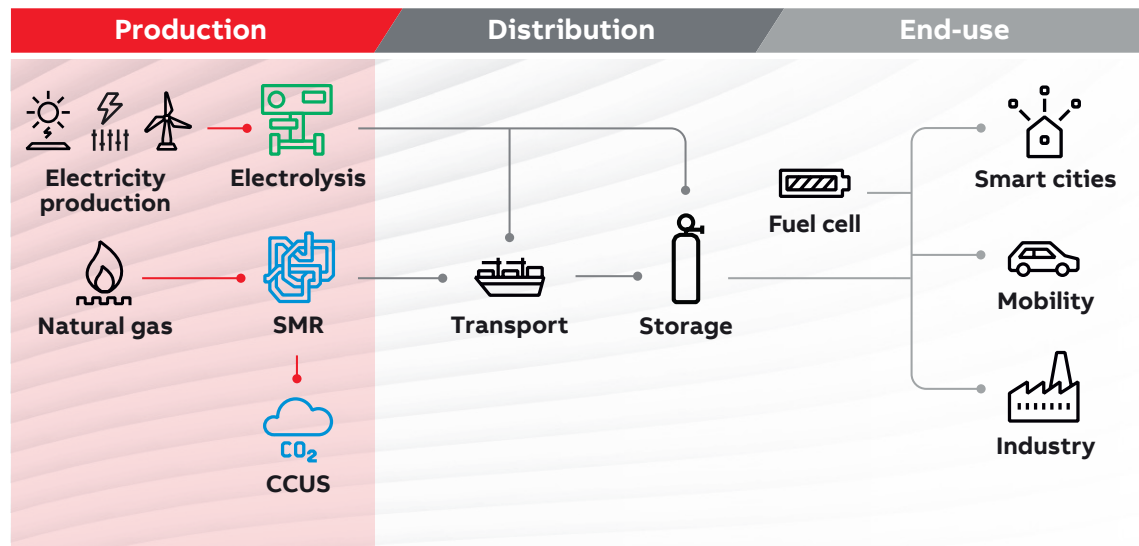 Production
Distribution
End-use
Electricity
production
Electrolysis
Smart cities
Fuel cell
Natural gas
SMR
Transport
Storage
Mobility
CO₂
CCUS
Industry